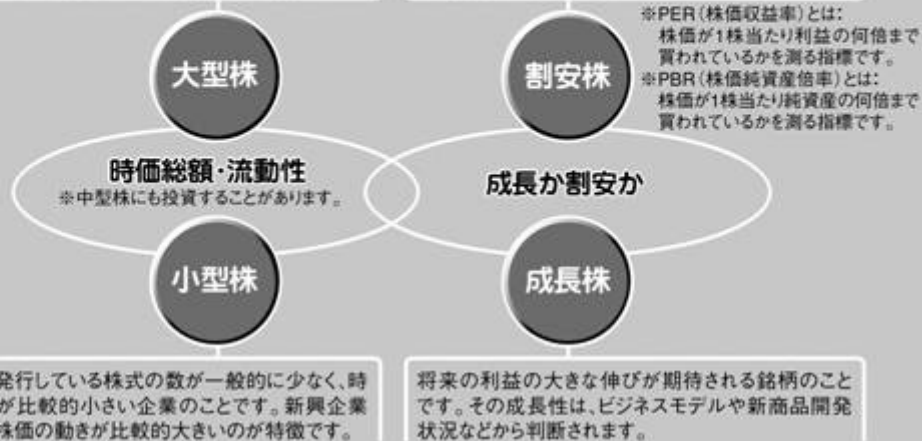 ※PER（株価収益率）とは：
株価が1株当たり利益の何倍まで
買われているかを測る指標です。
※PBR（株価純資産倍率）とは：
株価が1株当たり純資産の何倍まで
買われているかを測る指標です。
大型株
割安株
時価総額・流動性
※中型株にも投資することがあります。
成長か割安か
小型株
成長株
発行している株式の数が一般的に少なく、時
が比較的小さい企業のことです。新興企業
株価の動きが比較的大きいのが特徴です。
将来の利益の大きな伸びが期待される銘柄のこと
です。その成長性は、ビジネスモデルや新商品開発
状況などから判断されます。